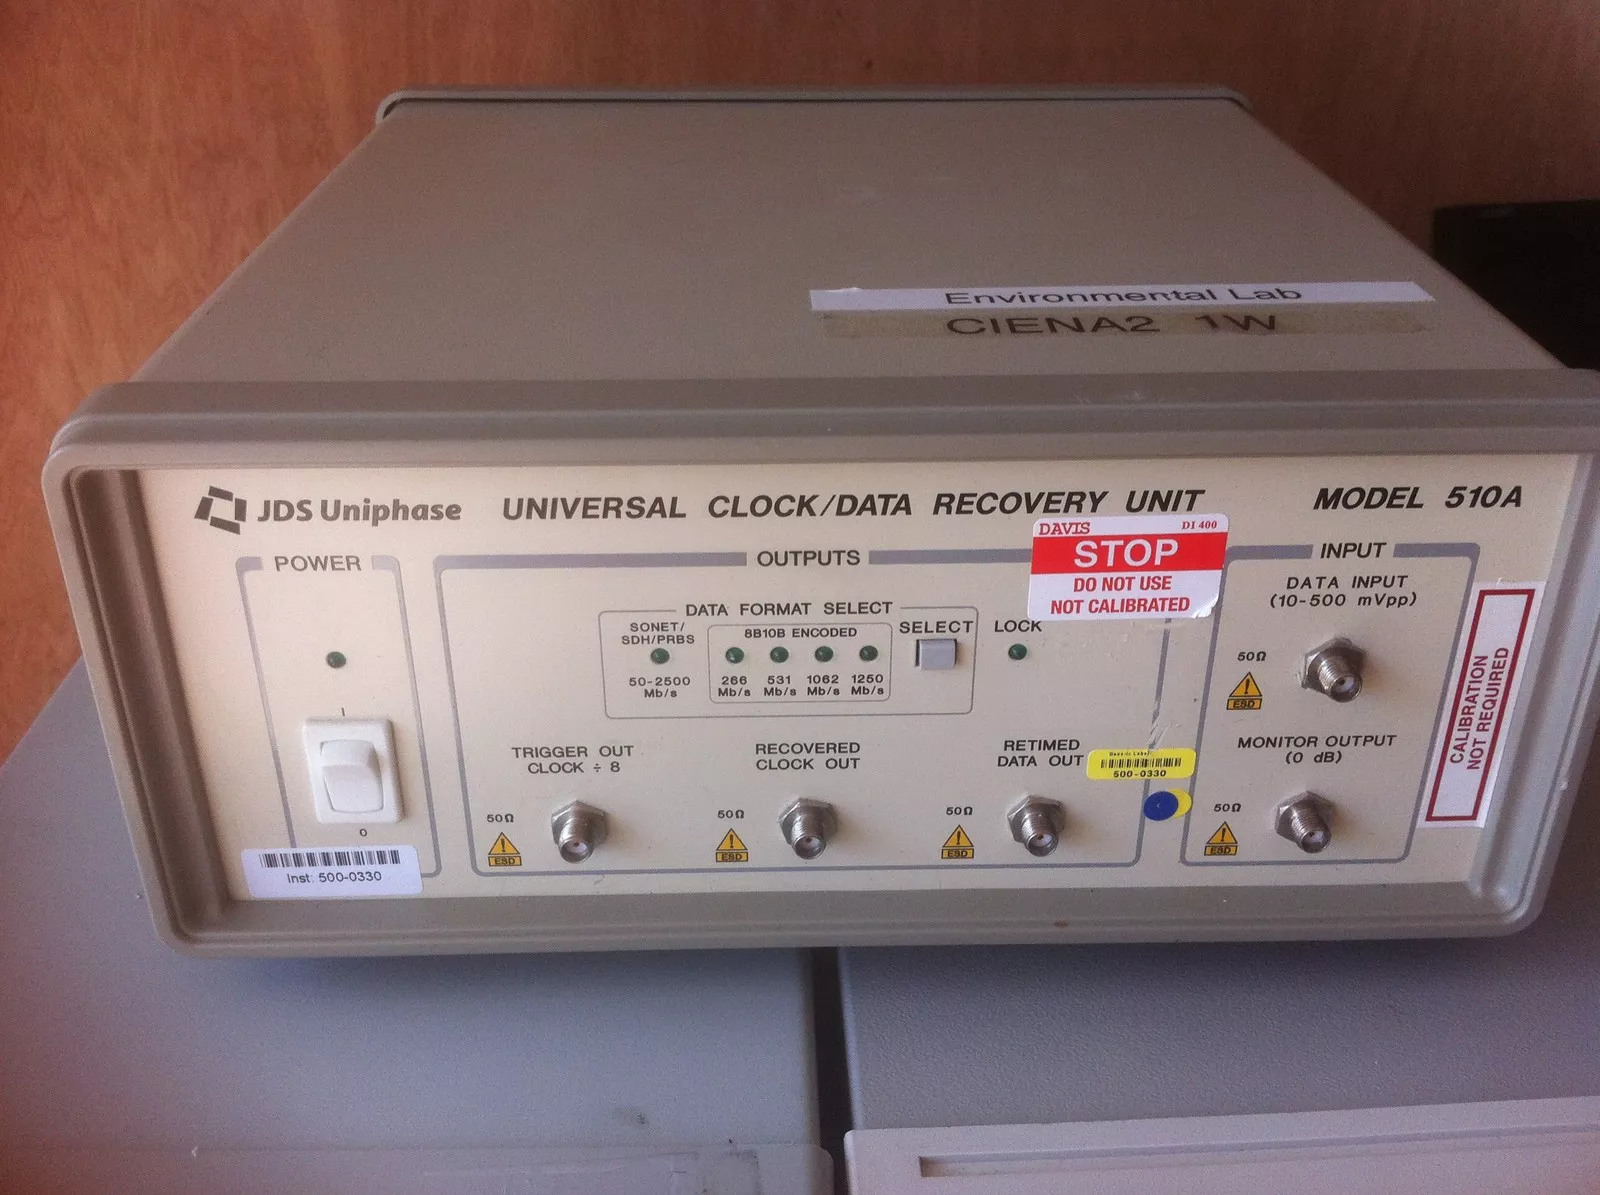 Environmental Lab
CIENA2 1W
JDS Uniphase
UNIVERSAL CLOCK/DATA RECOVERY UNIT
MODEL 510A
DAVIS DI 400
STOP
DO NOT USE
NOT CALIBRATED
POWER
I
0
Inst: 500-0330
OUTPUTS
DATA FORMAT SELECT
SONET/
SDH/PRBS
50-2500
Mb/s
8B10B ENCODED
266 531 1062 1250
Mb/s Mb/s Mb/s Mb/s
SELECT
LOCK
TRIGGER OUT
CLOCK ÷ 8
50Ω
ESD
RECOVERED
CLOCK OUT
50Ω
ESD
RETIMED
DATA OUT
50Ω
ESD
500-0330
INPUT
DATA INPUT
(10-500 mVpp)
50Ω
ESD
MONITOR OUTPUT
(0 dB)
50Ω
ESD
CALIBRATION
NOT REQUIRED